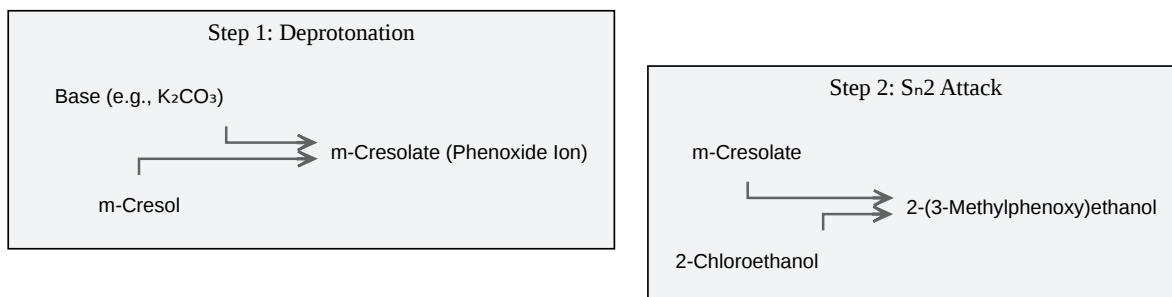 Step 1: Deprotonation
Base (e.g., K₂CO₃)
m-Cresolate (Phenoxide Ion)
m-Cresol
Step 2: Sₙ2 Attack
m-Cresolate
2-(3-Methylphenoxy)ethanol
2-Chloroethanol